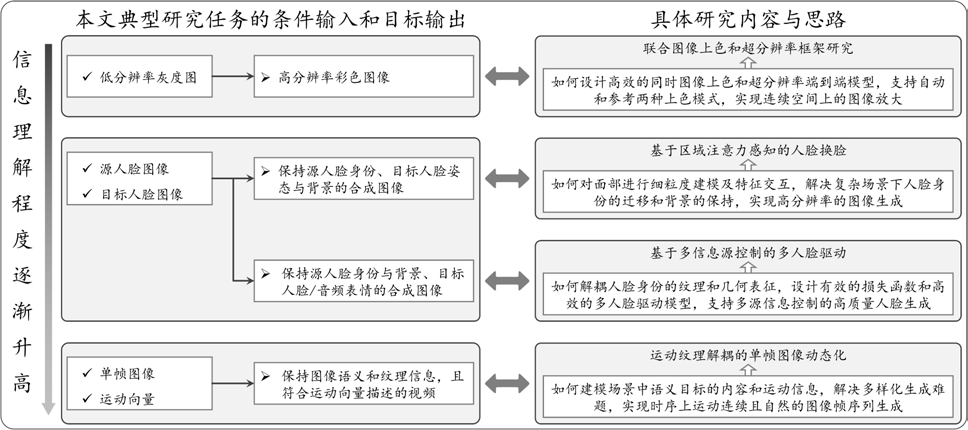 本文典型研究任务的条件输入和目标输出
具体研究内容与思路
信息理解程度逐渐升高
✓ 低分辨率灰度图
➢ 高分辨率彩色图像
联合图像上色和超分辨率框架研究
如何设计高效的同时图像上色和超分辨率端到端模型，支持自动
和参考两种上色模式，实现连续空间上的图像放大
✓ 源人脸图像
✓ 目标人脸图像
➢ 保持源人脸身份、目标人脸姿
态与背景的合成图像
基于区域注意力感知的人脸换脸
如何对面部进行细粒度建模及特征交互，解决复杂场景下人脸身
份的迁移和背景的保持，实现高分辨率的图像生成
➢ 保持源人脸身份与背景、目标
人脸/音频表情的合成图像
基于多信息源控制的多人脸驱动
如何解耦人脸身份的纹理和几何表征，设计有效的损失函数和高
效的多人脸驱动模型，支持多源信息控制的高质量人脸生成
✓ 单帧图像
✓ 运动向量
➢ 保持图像语义和纹理信息，且
符合运动向量描述的视频
运动纹理解耦的单帧图像动态化
如何建模场景中语义目标的内容和运动信息，解决多样化生成难
题，实现时序上运动连续且自然的图像帧序列生成